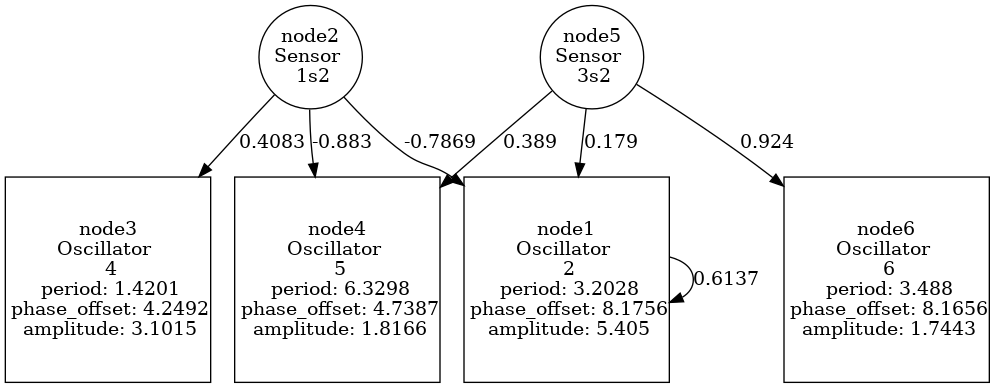 node2
Sensor
1s2
node5
Sensor
3s2
0.4083
-0.883
-0.7869
0.389
0.179
0.924
node3
Oscillator
4
period: 1.4201
phase_offset: 4.2492
amplitude: 3.1015
node4
Oscillator
5
period: 6.3298
phase_offset: 4.7387
amplitude: 1.8166
node1
Oscillator
2
period: 3.2028
phase_offset: 8.1756
amplitude: 5.405
0.6137
node6
Oscillator
6
period: 3.488
phase_offset: 8.1656
amplitude: 1.7443